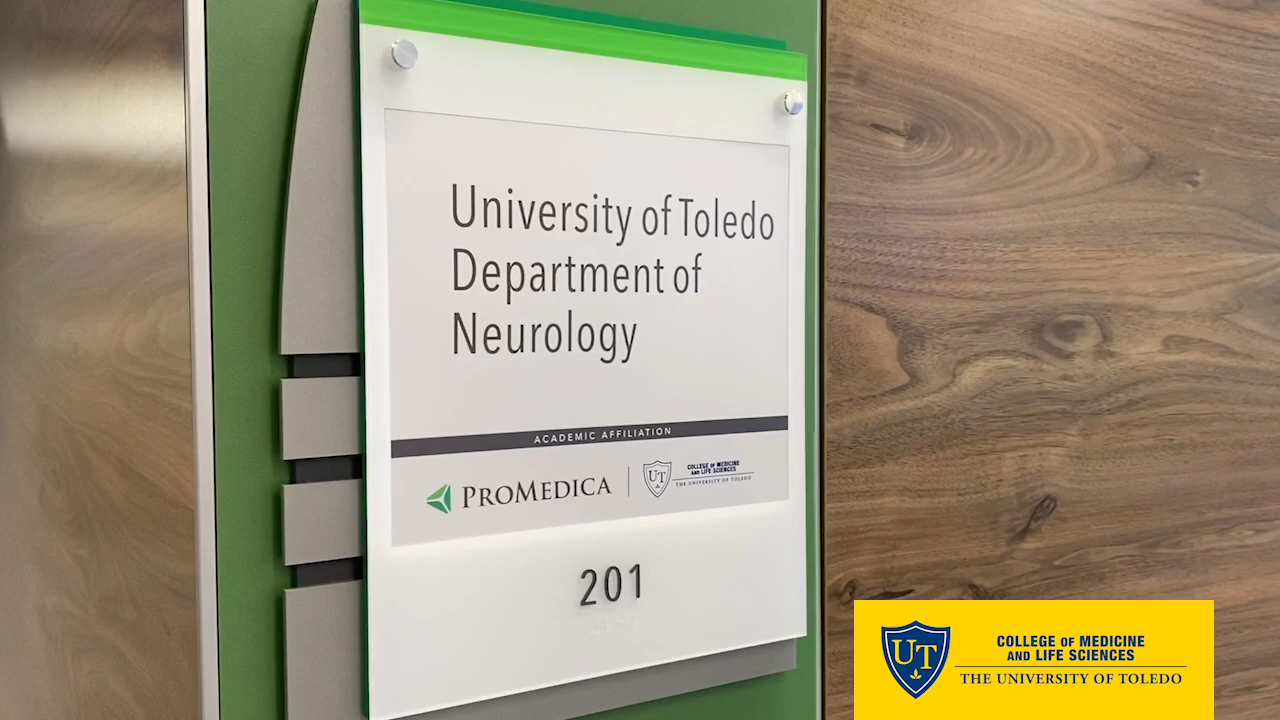 University of Toledo
Department of
Neurology
ACADEMIC AFFILIATION
PROMEDICA
UT
COLLEGE OF MEDICINE
AND LIFE SCIENCES
THE UNIVERSITY OF TOLEDO
201
UT
COLLEGE OF MEDICINE
AND LIFE SCIENCES
THE UNIVERSITY OF TOLEDO